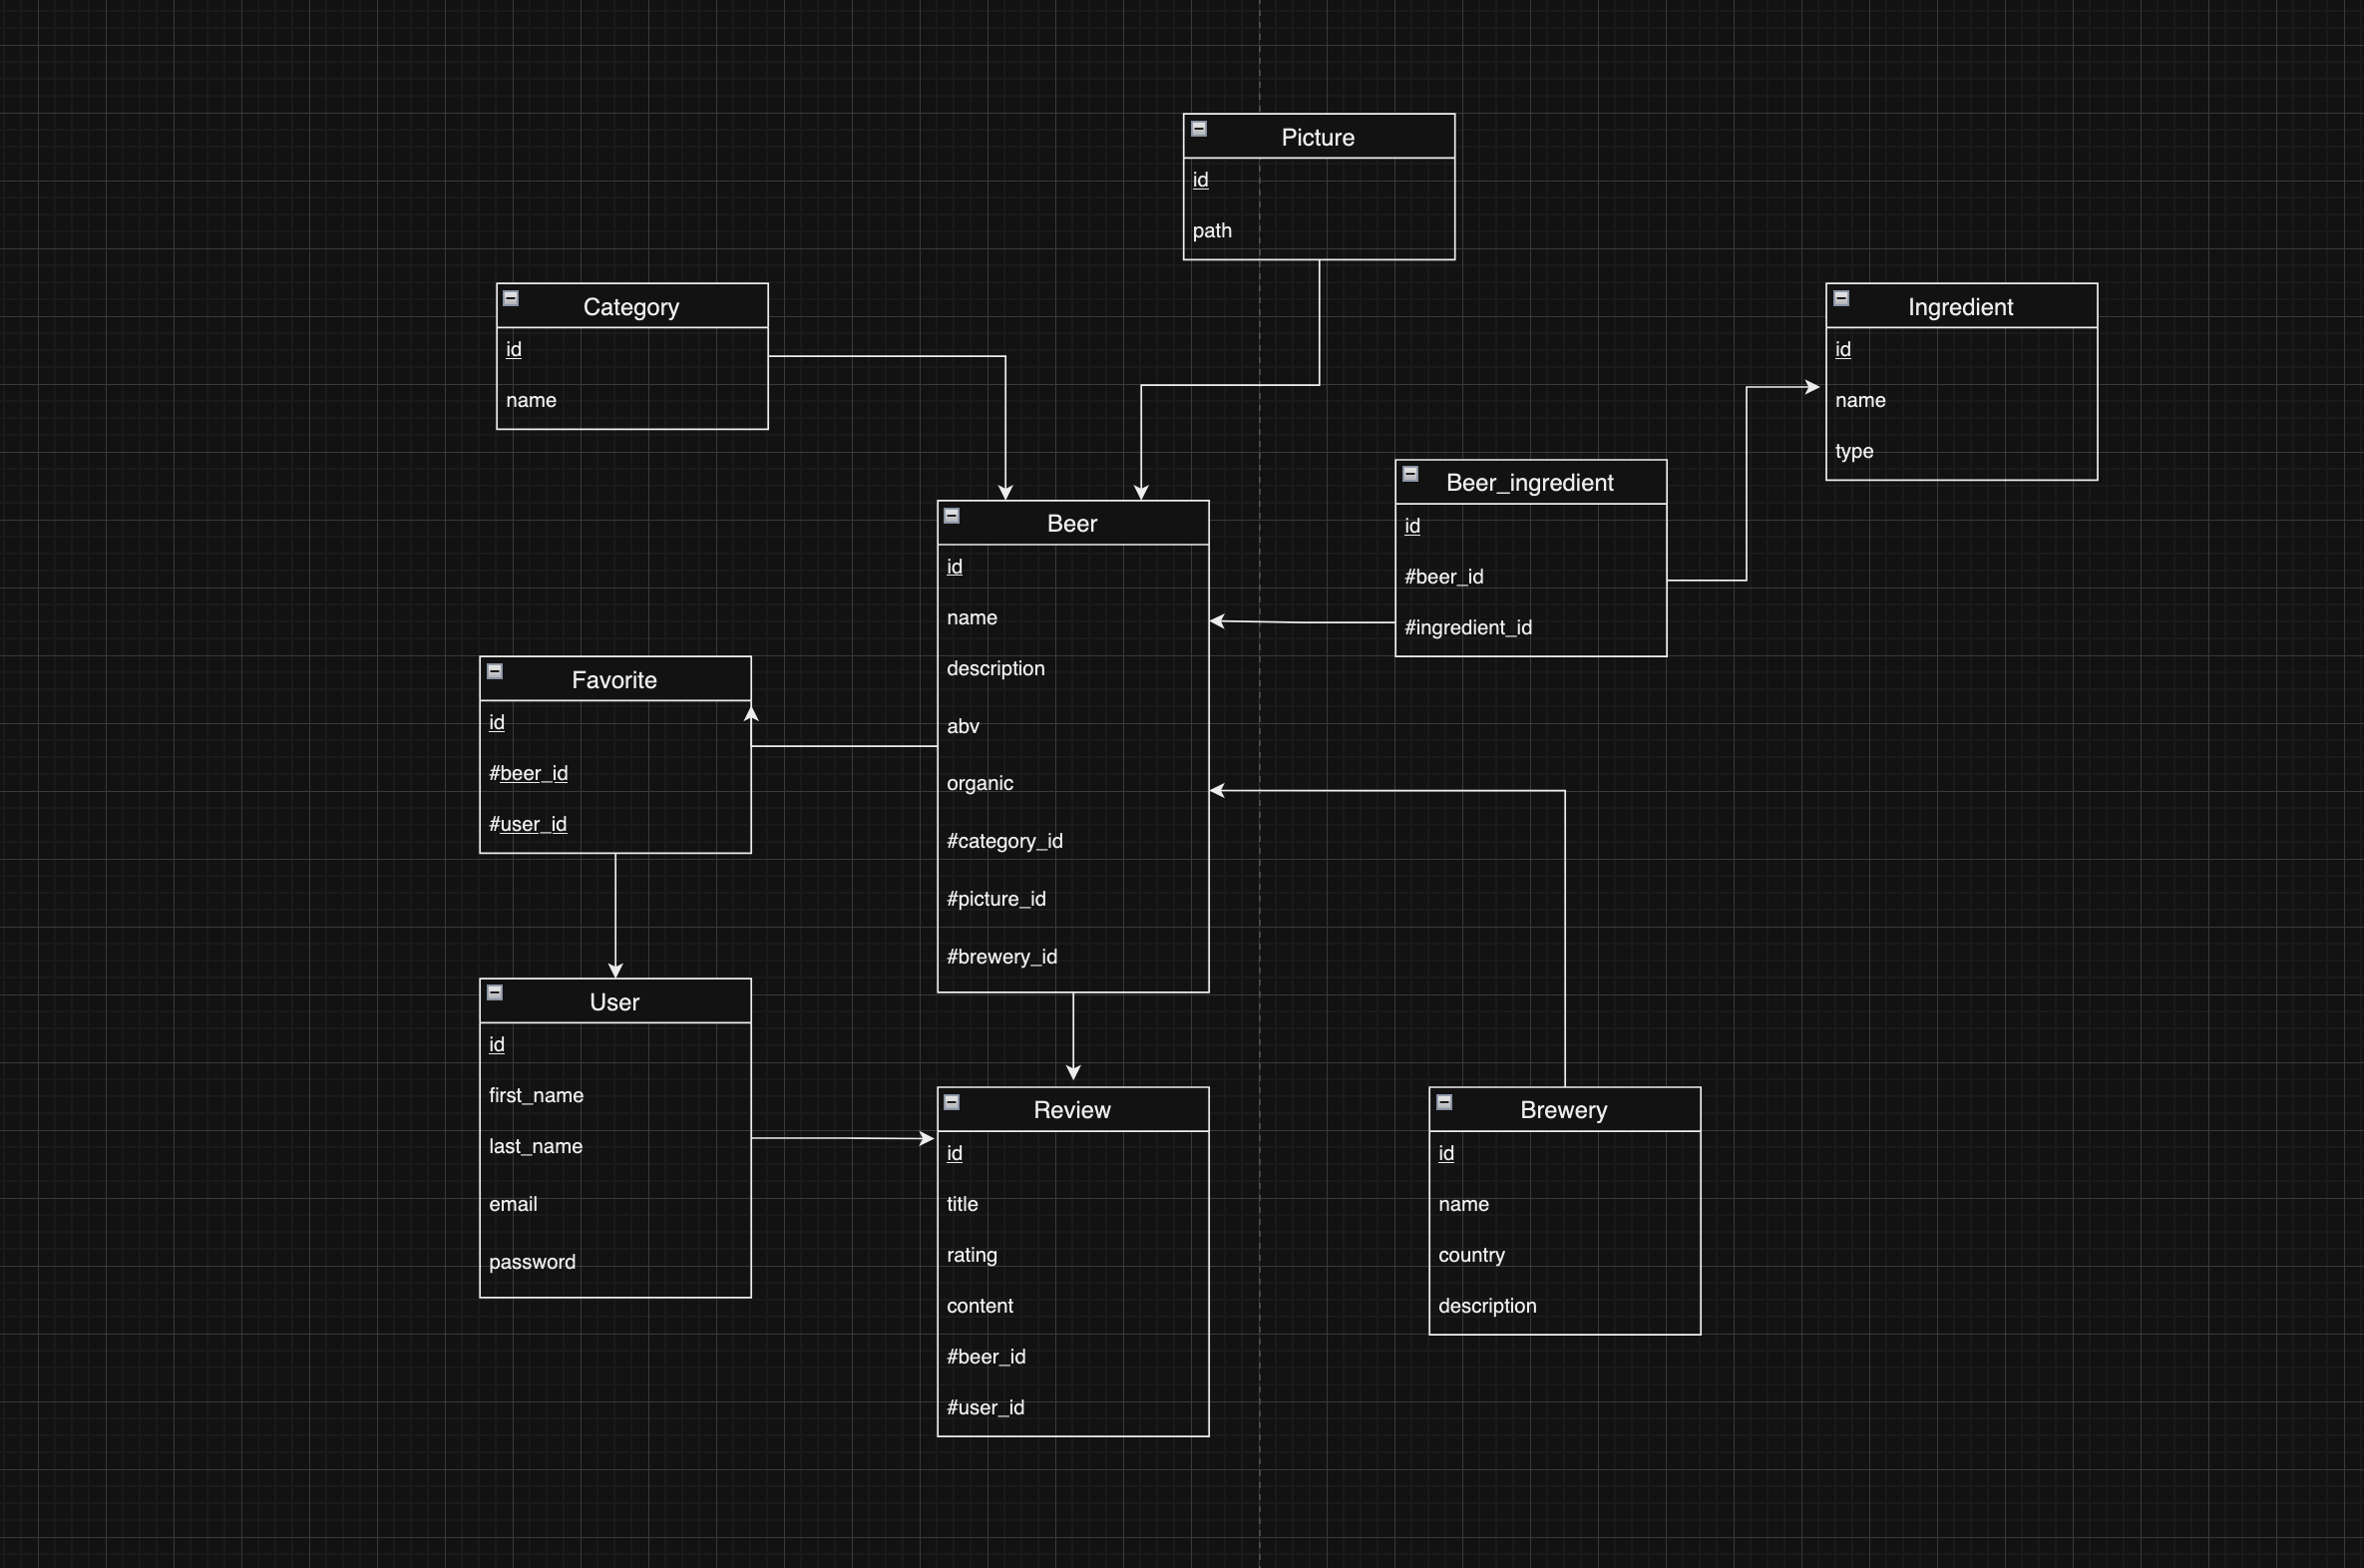 Picture
id
path
Category
id
name
Ingredient
id
name
type
Beer_ingredient
id
#beer_id
#ingredient_id
Beer
id
name
description
abv
organic
#category_id
#picture_id
#brewery_id
Favorite
id
#beer_id
#user_id
User
id
first_name
last_name
email
password
Review
id
title
rating
content
#beer_id
#user_id
Brewery
id
name
country
description